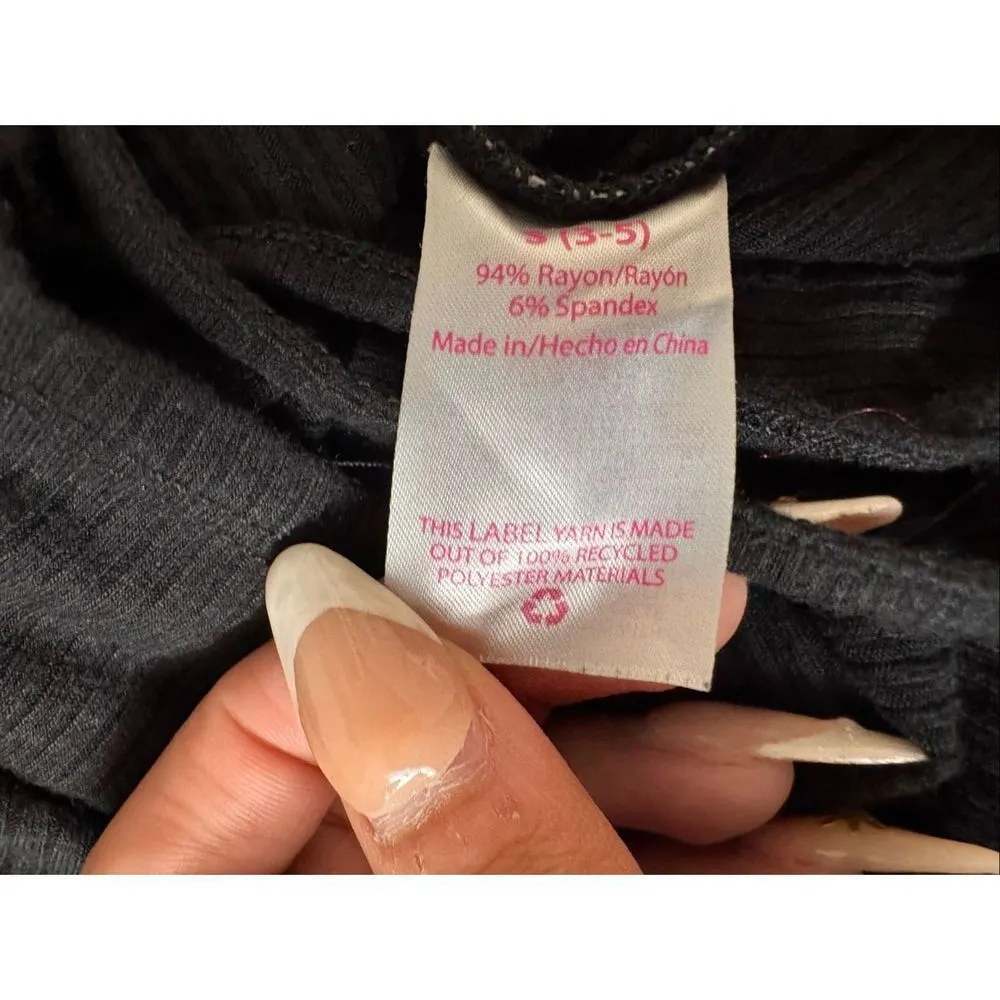 S (3-5)
94% Rayon/Rayón
6% Spandex
Made in/Hecho en China
THIS LABEL YARN IS MADE
OUT OF 100% RECYCLED
POLYESTER MATERIALS